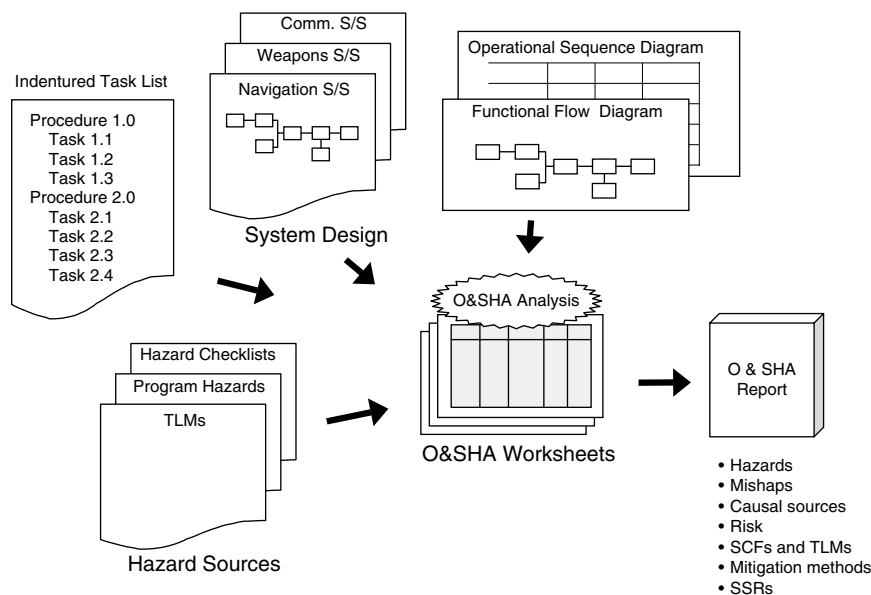 Indentured Task List
Procedure 1.0
Task 1.1
Task 1.2
Task 1.3
Procedure 2.0
Task 2.1
Task 2.2
Task 2.3
Task 2.4
Comm. S/S
Weapons S/S
Navigation S/S
System Design
Operational Sequence Diagram
Functional Flow Diagram
Hazard Checklists
Program Hazards
TLMs
Hazard Sources
O&SHA Analysis
O&SHA Worksheets
O & SHA
Report
• Hazards
• Mishaps
• Causal sources
• Risk
• SCFs and TLMs
• Mitigation methods
• SSRs